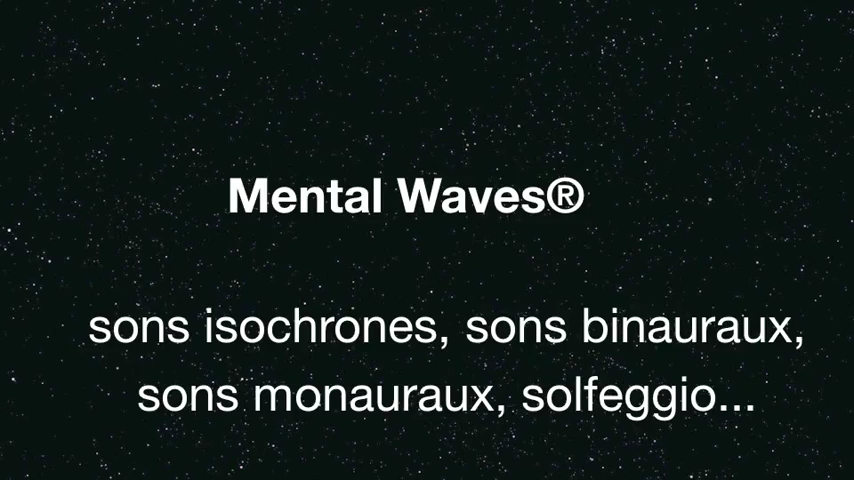 Mental Waves®
sons isochrones, sons binauraux,
sons monauraux, solfeggio...